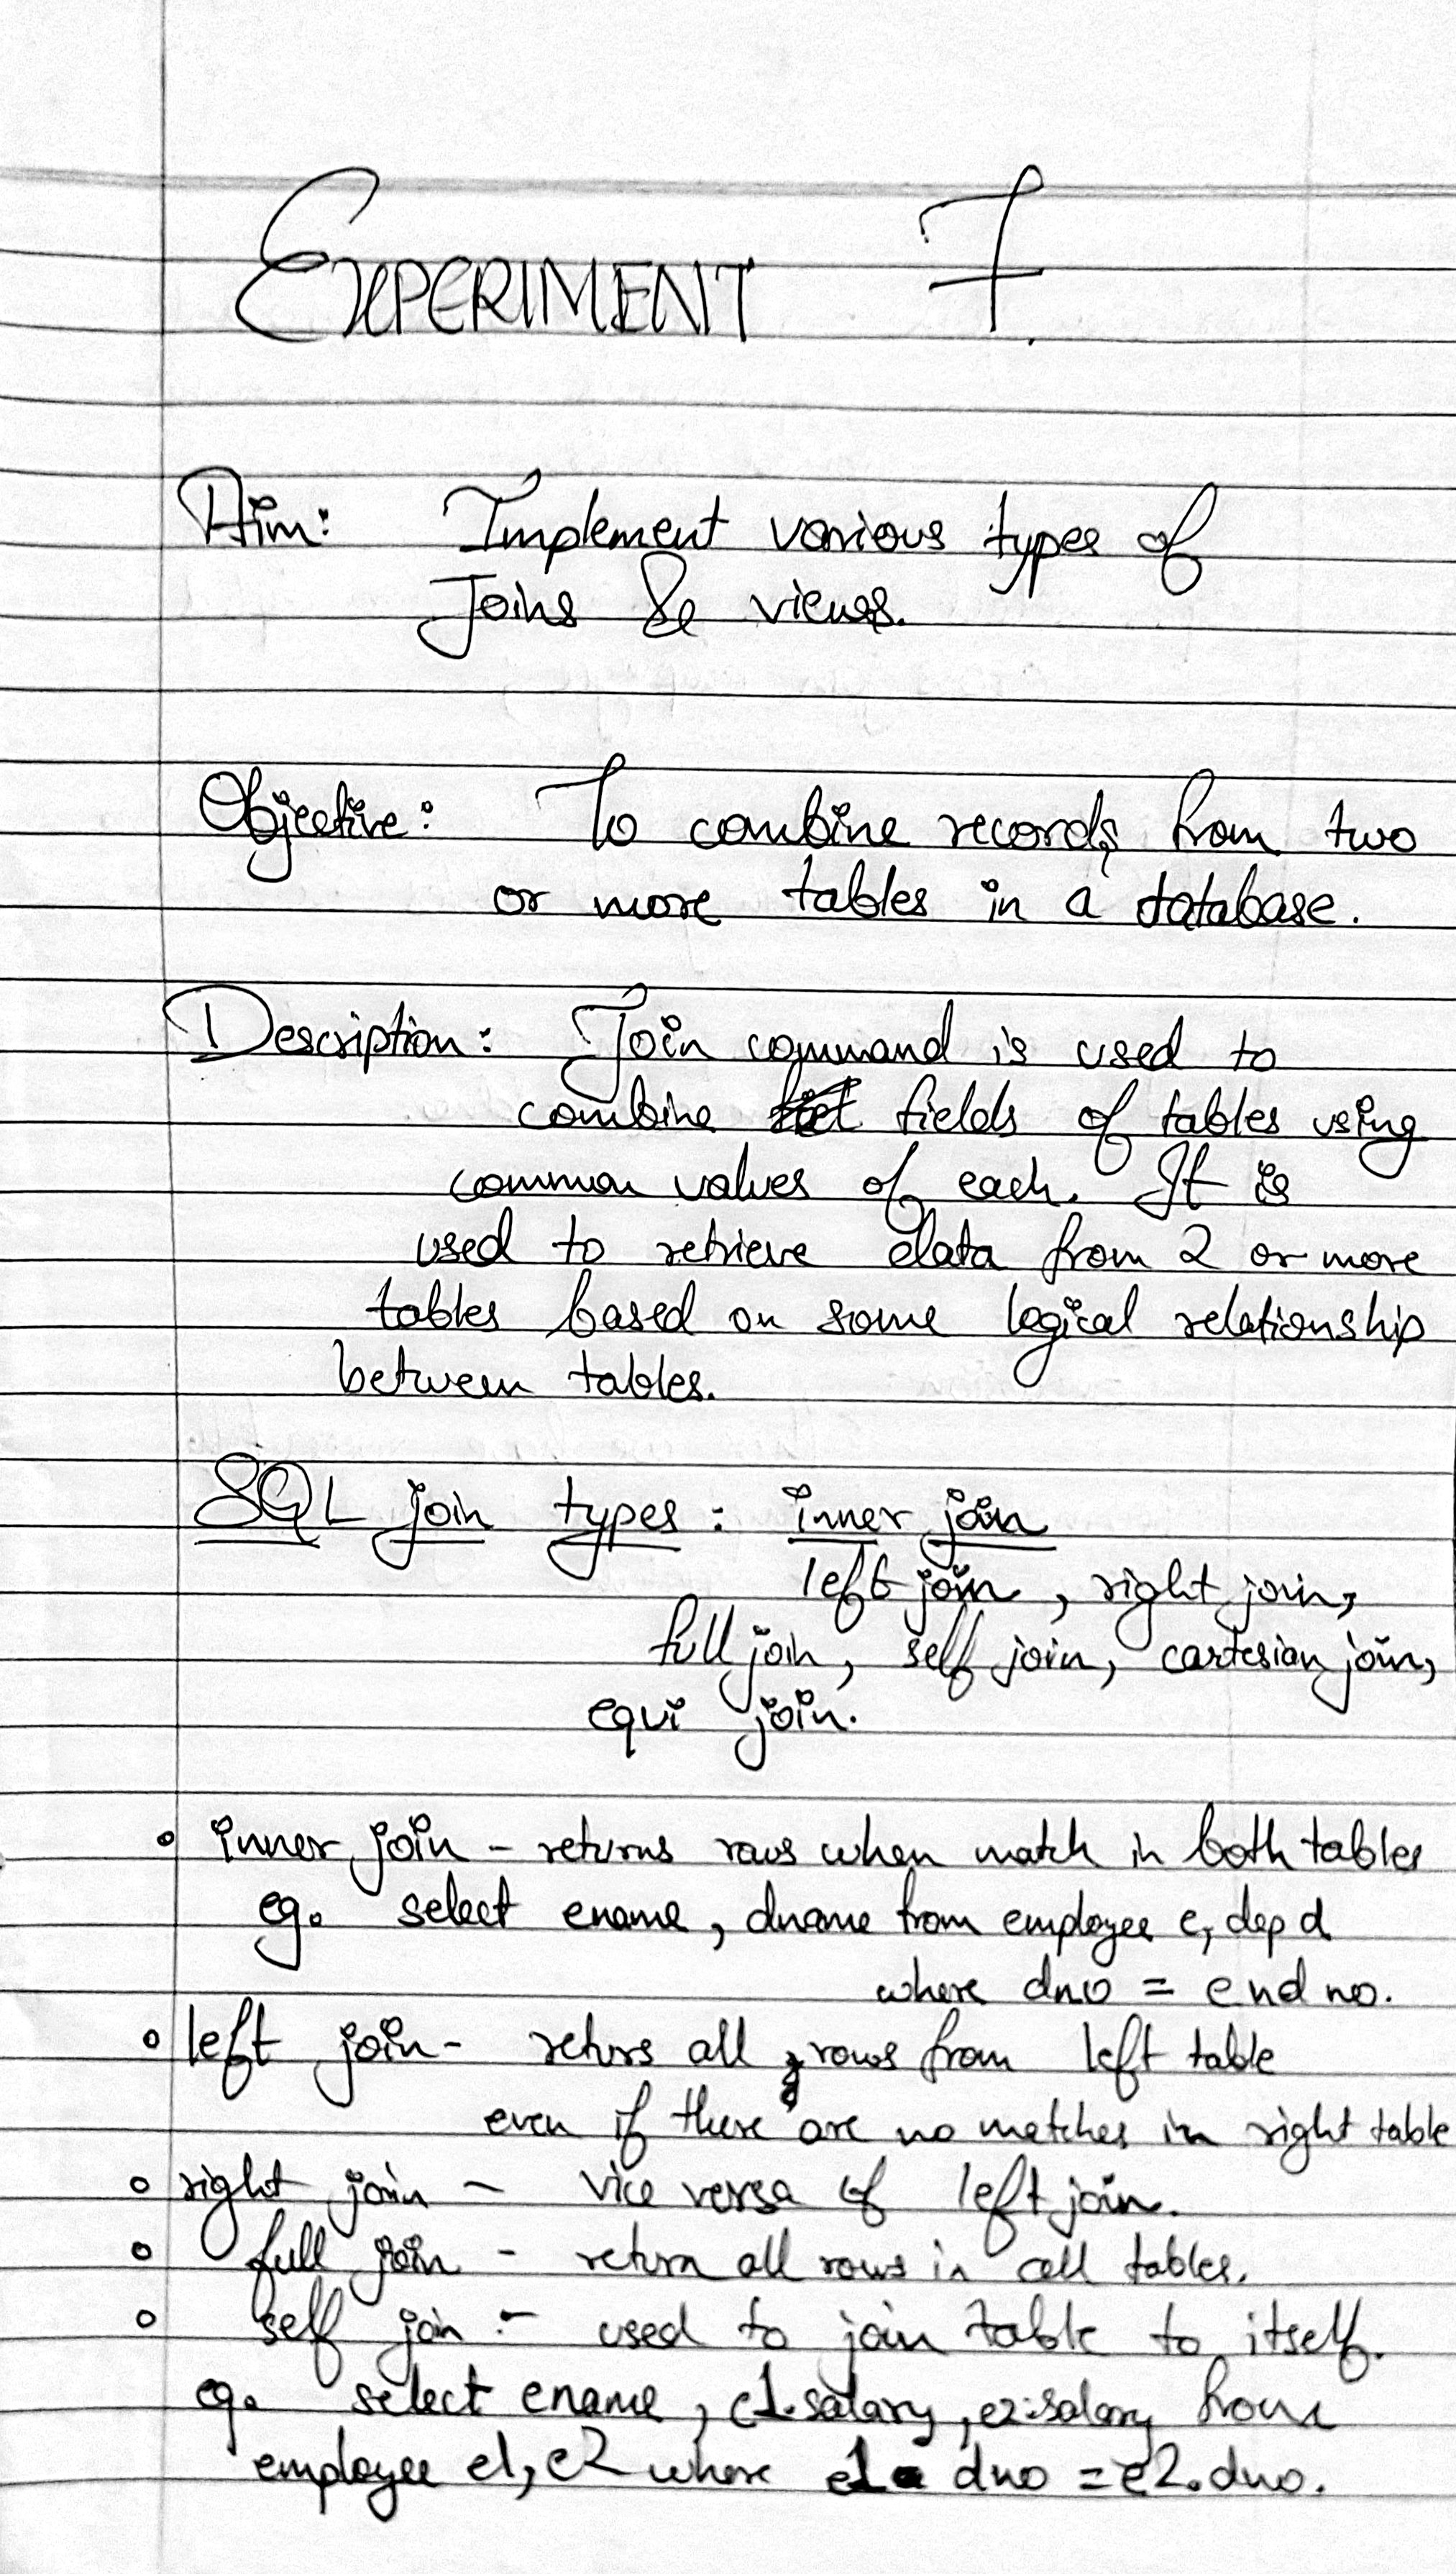 EXPERIMENT 7.
Aim: Implement various types of
Joins & views.
Objective: To combine records from two
or more tables in a database.
Description: Join command is used to
combine fields of tables using
common values of each. It is
used to retrieve data from 2 or more
tables based on some logical relationship
between tables.
SQL join types: inner join
left join, right join,
full join, self join, cartesian join,
equi join.
• inner join - returns rows when match in both tables
eg. select ename, dname from employee e, dep d
where dno = endno.
• left join - returs all rows from left table
even if there are no matches in right table
• right join - vice versa of left join.
• full join - return all rows in all tables.
• self join :- used to join table to itself.
eg. select ename, e1.salary, e2.salary from
employee e1, e2 where e1. dno = e2.dno.